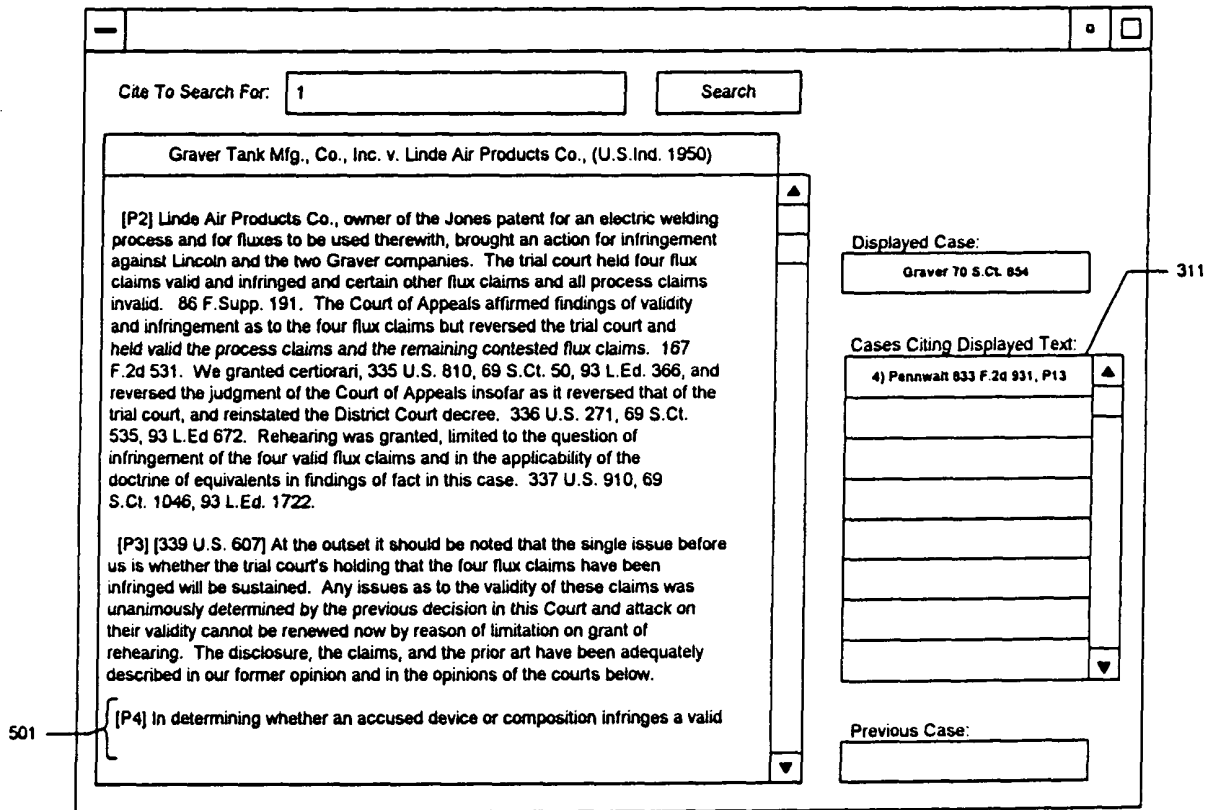 Cite To Search For: 1 Search
Graver Tank Mfg., Co., Inc. v. Linde Air Products Co., (U.S.Ind. 1950)
[P2] Linde Air Products Co., owner of the Jones patent for an electric welding
process and for fluxes to be used therewith, brought an action for infringement
against Lincoln and the two Graver companies. The trial court held four flux
claims valid and infringed and certain other flux claims and all process claims
invalid. 86 F.Supp. 191. The Court of Appeals affirmed findings of validity
and infringement as to the four flux claims but reversed the trial court and
held valid the process claims and the remaining contested flux claims. 167
F.2d 531. We granted certiorari, 335 U.S. 810, 69 S.Ct. 50, 93 L.Ed. 366, and
reversed the judgment of the Court of Appeals insofar as it reversed that of the
trial court, and reinstated the District Court decree. 336 U.S. 271, 69 S.Ct.
535, 93 L.Ed 672. Rehearing was granted, limited to the question of
infringement of the four valid flux claims and in the applicability of the
doctrine of equivalents in findings of fact in this case. 337 U.S. 910, 69
S.Ct. 1046, 93 L.Ed. 1722.
[P3] [339 U.S. 607] At the outset it should be noted that the single issue before
us is whether the trial court's holding that the four flux claims have been
infringed will be sustained. Any issues as to the validity of these claims was
unanimously determined by the previous decision in this Court and attack on
their validity cannot be renewed now by reason of limitation on grant of
rehearing. The disclosure, the claims, and the prior art have been adequately
described in our former opinion and in the opinions of the courts below.
[P4] In determining whether an accused device or composition infringes a valid
501
Displayed Case:
Graver 70 S.Ct. 854
311
Cases Citing Displayed Text:
4) Pennwalt 833 F.2d 931, P13
Previous Case: